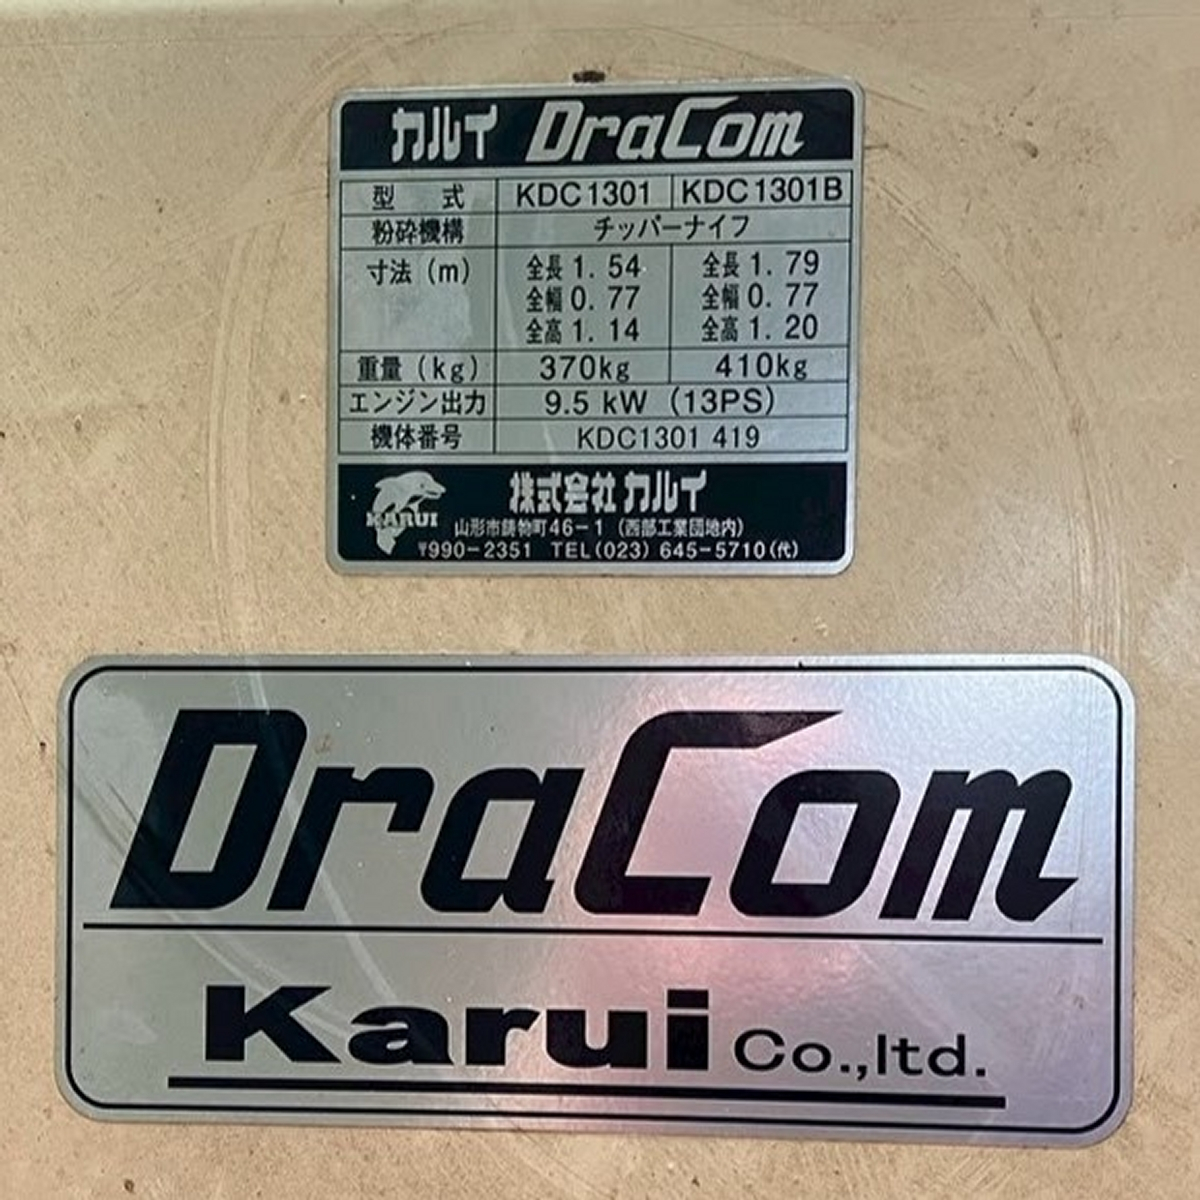 カルイ DraCom
型 式 KDC1301 KDC1301B
粉砕機構 チッパーナイフ
寸法(m) 全長1.54 全長1.79
全幅0.77 全幅0.77
全高1.14 全高1.20
重量(kg) 370kg 410kg
エンジン出力 9.5 kW (13PS)
機体番号 KDC1301 419
KARUI
株式会社 カルイ
山形市鋳物町46-1 (西部工業団地内)
〒990-2351 TEL(023) 645-5710(代)
DraCom
Karui Co.,ltd.